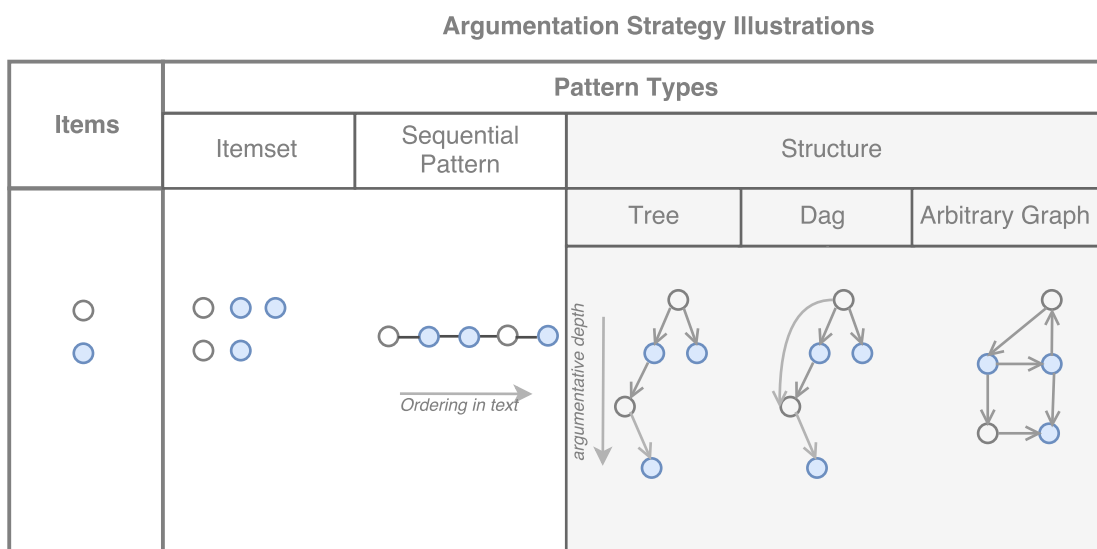 Argumentation Strategy Illustrations
Items
Pattern Types
Itemset
Sequential
Pattern
Structure
Tree
Dag
Arbitrary Graph
Ordering in text
argumentative depth